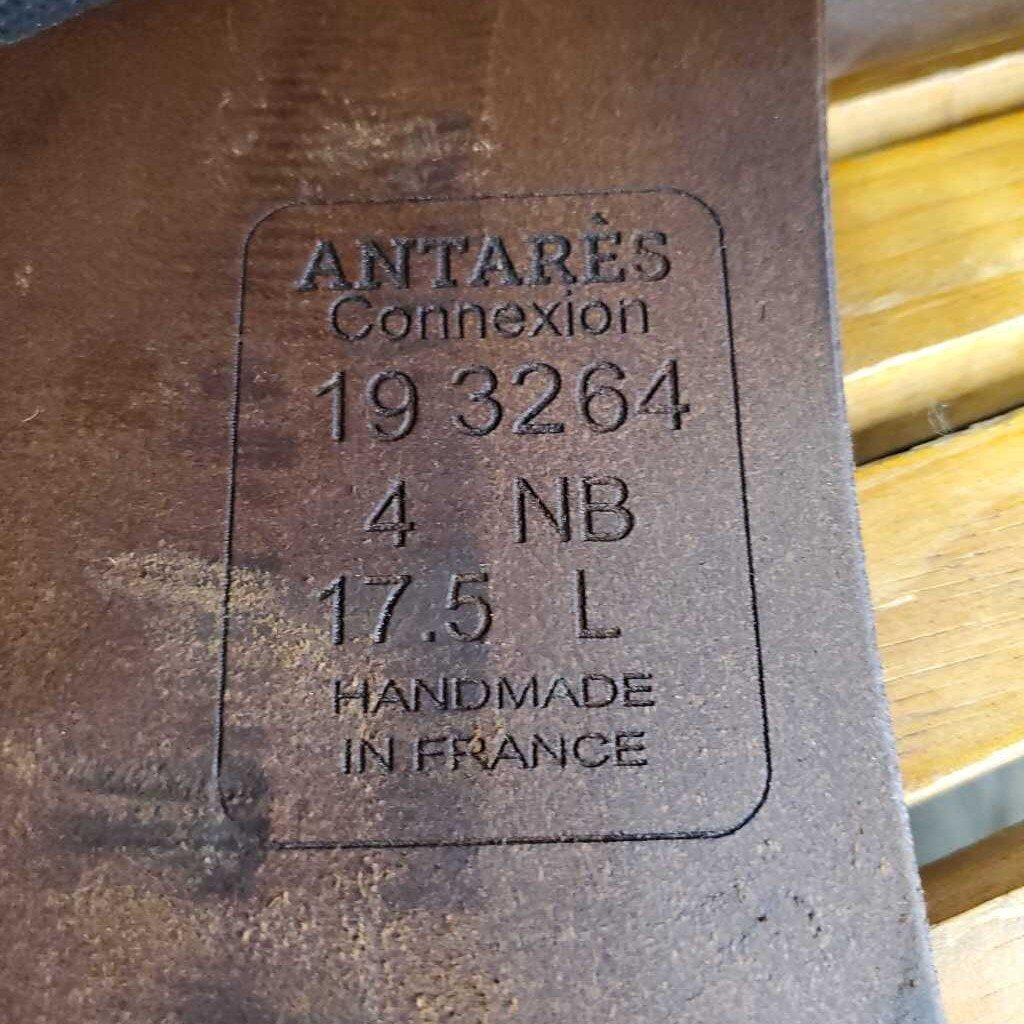 ANTARÈS
Connexion
19 3264
4 NB
17.5 L
HANDMADE
IN FRANCE